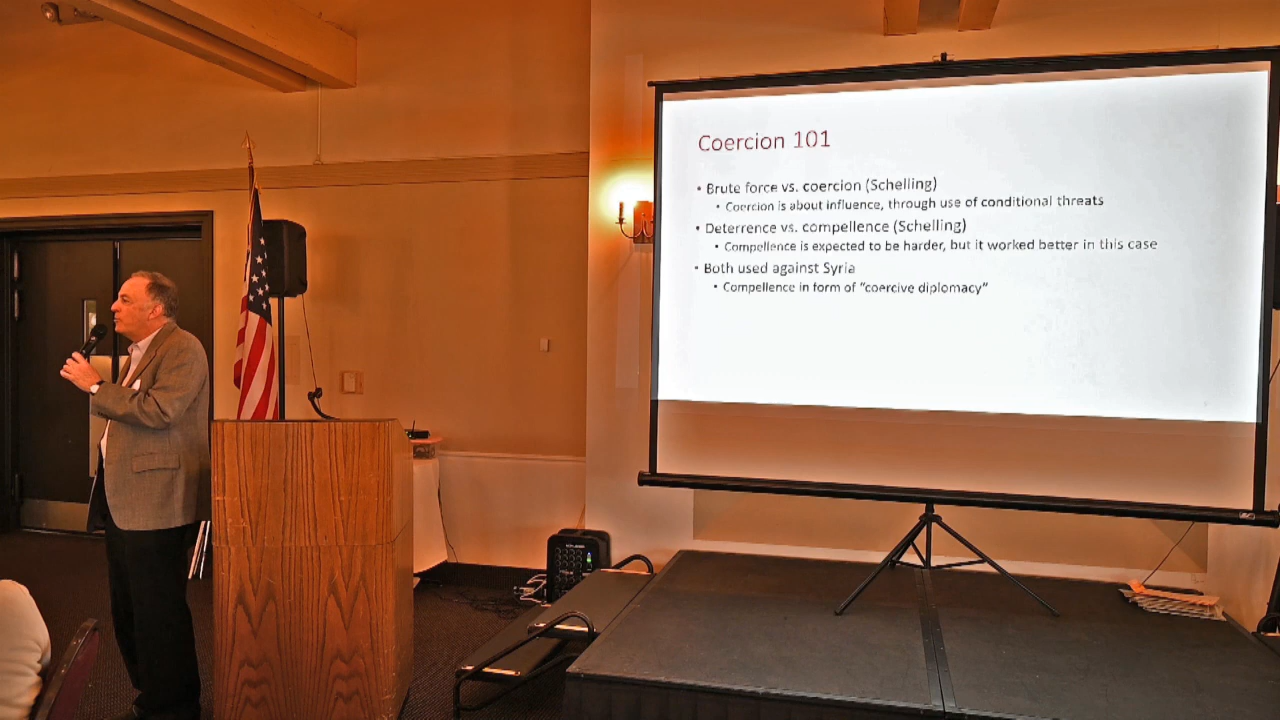 Coercion 101
• Brute force vs. coercion (Schelling)
• Coercion is about influence, through use of conditional threats
• Deterrence vs. compellence (Schelling)
• Compellence is expected to be harder, but it worked better in this case
• Both used against Syria
• Compellence in form of “coercive diplomacy”